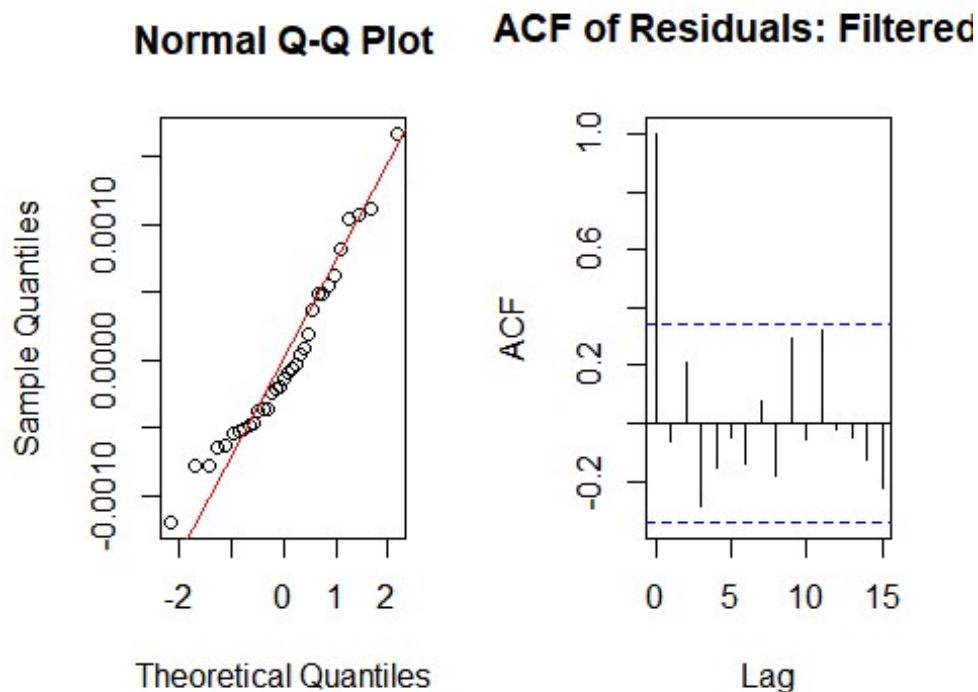 Normal Q-Q Plot
Sample Quantiles
-0.0010
0.0000
0.0010
-2
0
1
2
Theoretical Quantiles
ACF of Residuals: Filtered
ACF
-0.2
0.2
0.6
1.0
0
5
10
15
Lag